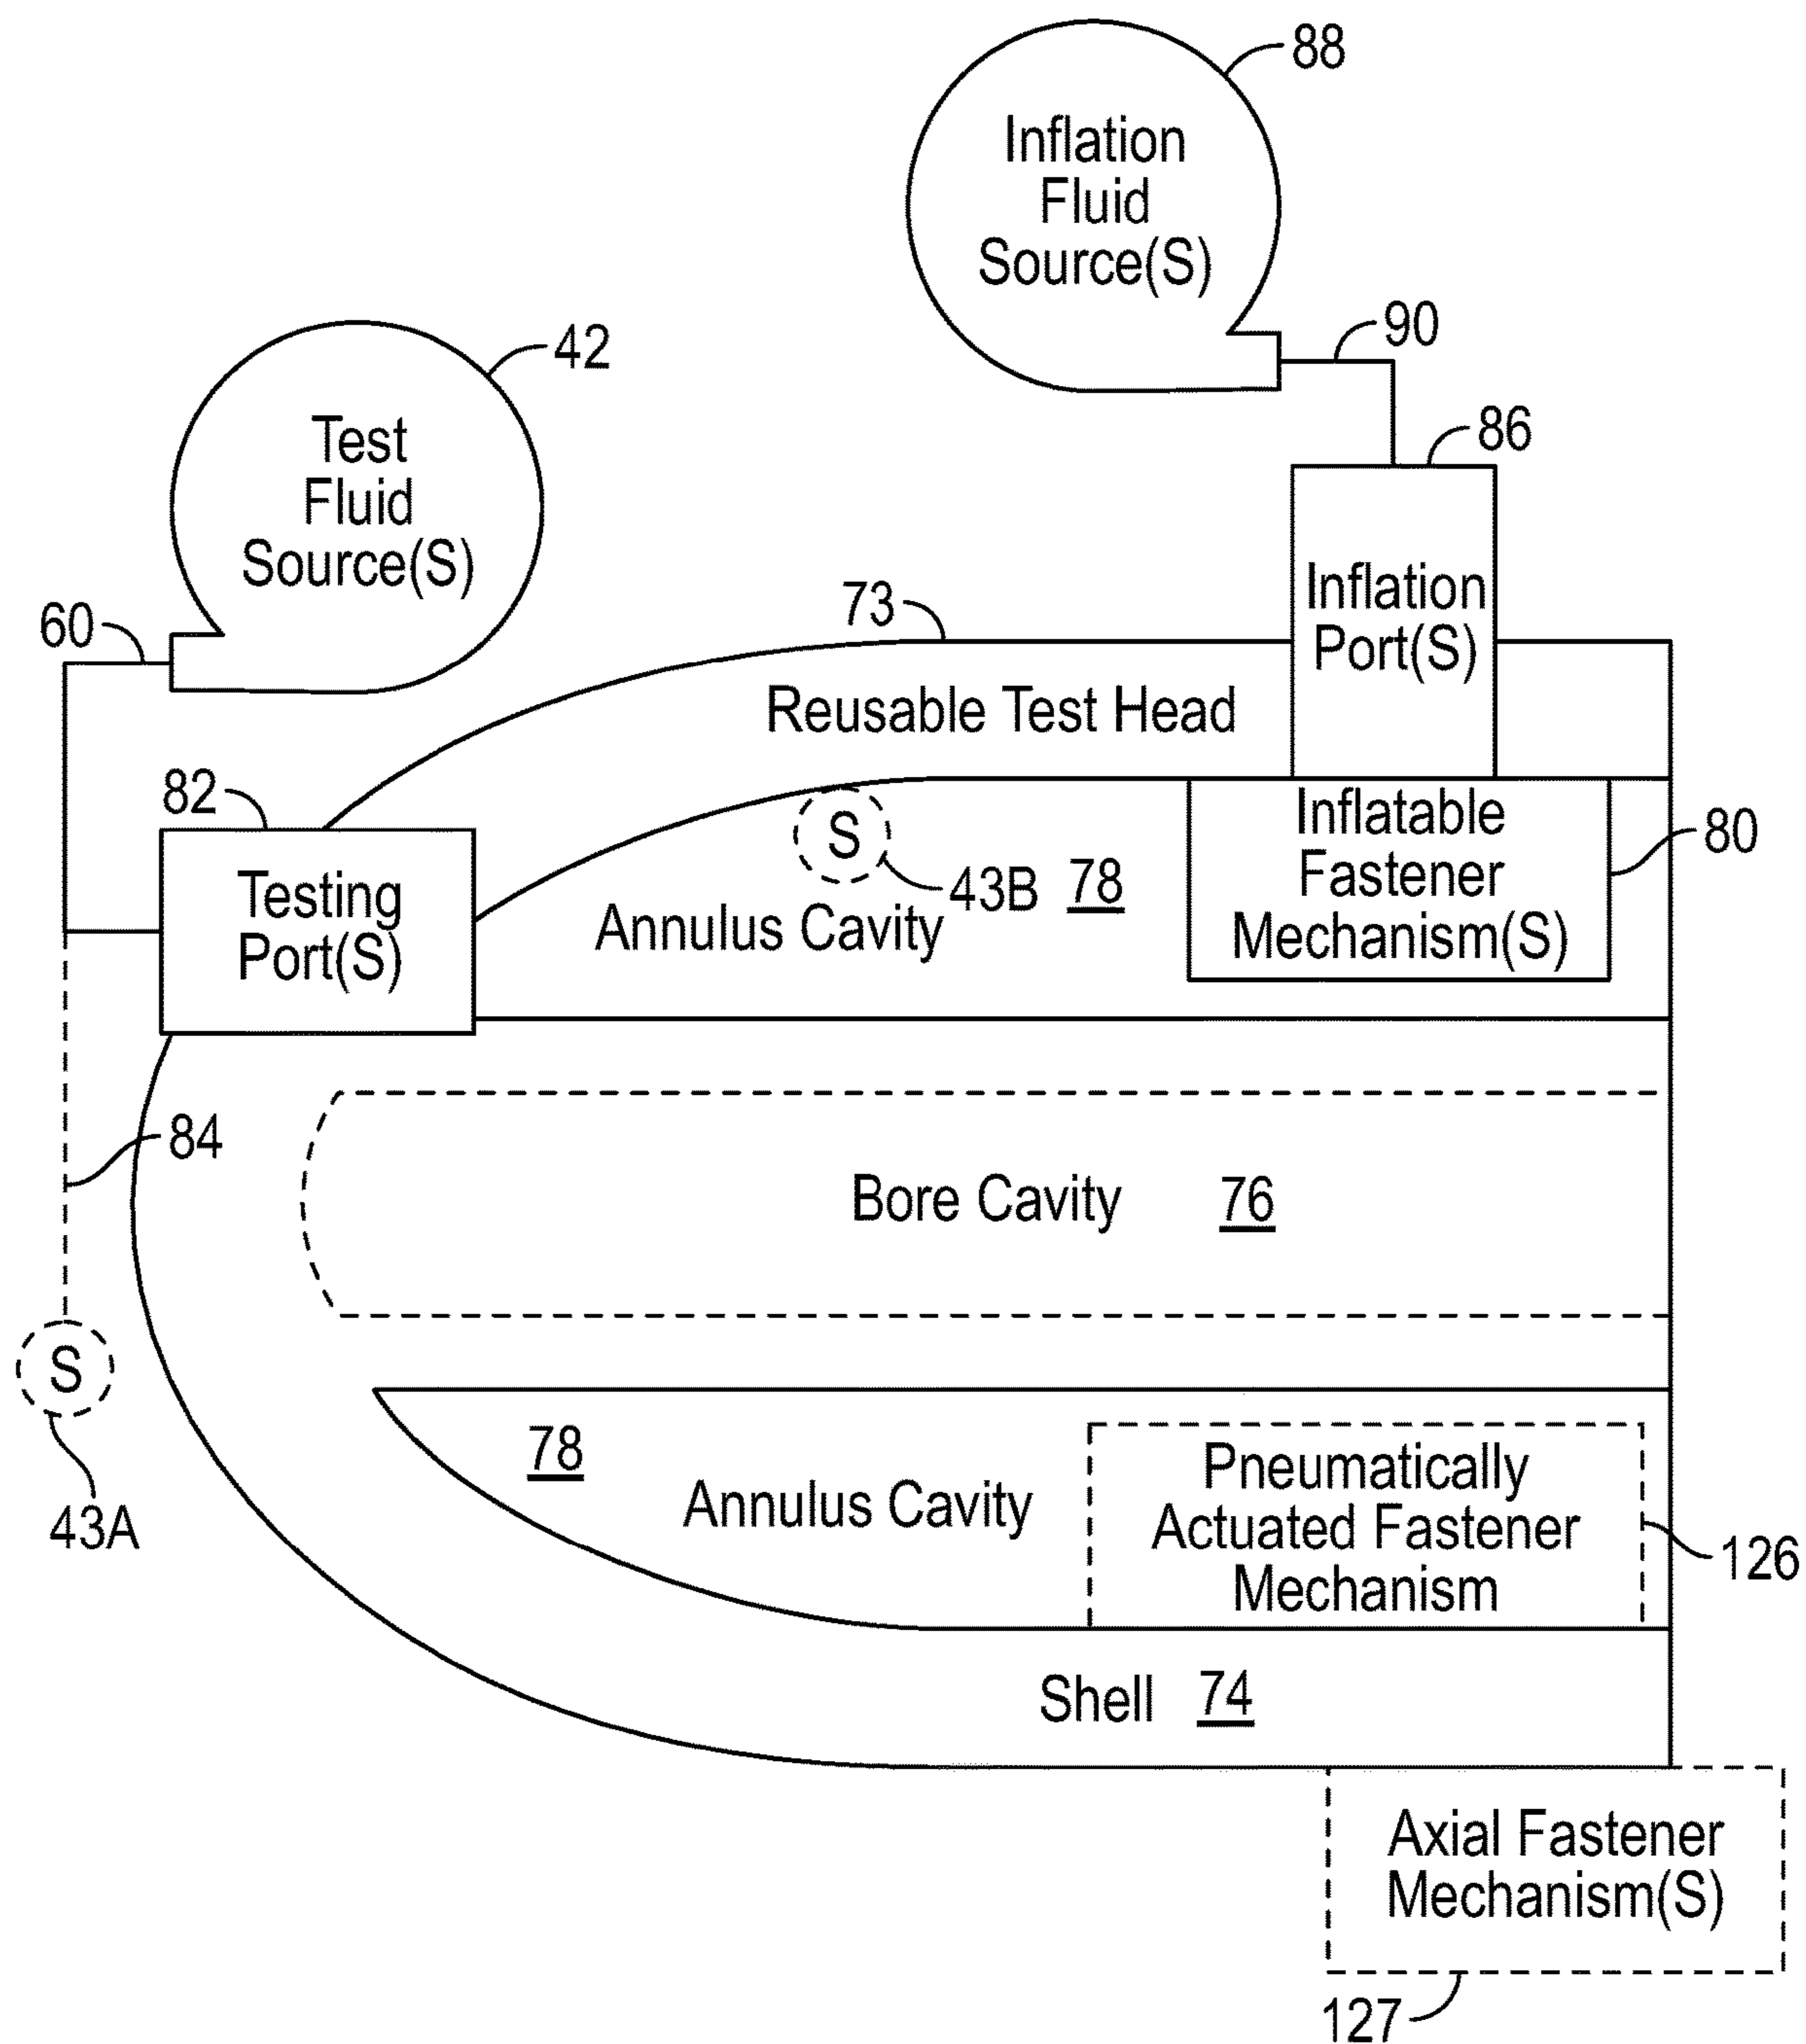 88
Inflation
Fluid
Source(S)
90
42
Test
Fluid
Source(S)
86
60
73
Inflation
Port(S)
Reusable Test Head
82
Testing
Port(S)
S
43B
78
Annulus Cavity
Inflatable
Fastener
Mechanism(S)
80
84
Bore Cavity
76
S
43A
78
Annulus Cavity
Pneumatically
Actuated Fastener
Mechanism
126
Shell
74
Axial Fastener
Mechanism(S)
127